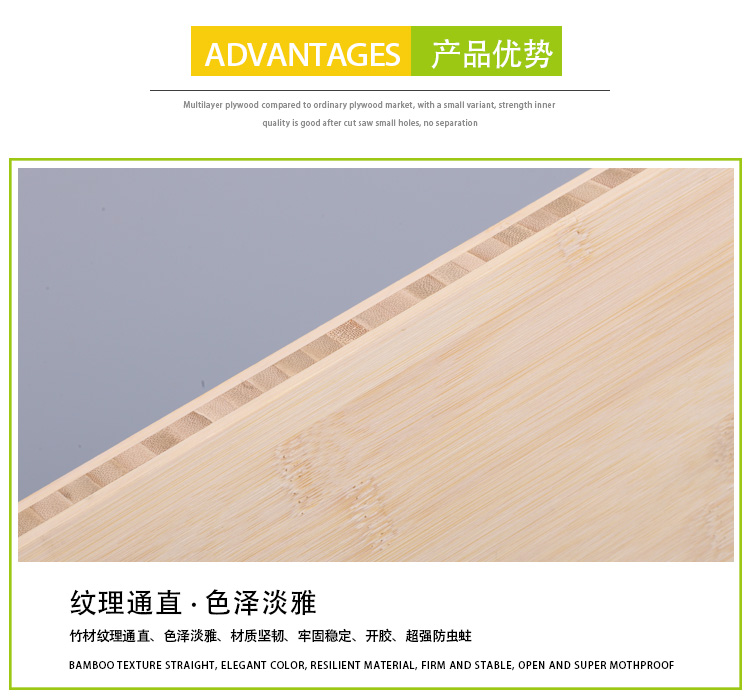 ADVANTAGES 产品优势
Multilayer plywood compared to ordinary plywood market, with a small variant, strength inner
quality is good after cut saw small holes, no separation
纹理通直·色泽淡雅
竹材纹理通直、色泽淡雅、材质坚韧、牢固稳定、开胶、超强防虫蛀
BAMBOO TEXTURE STRAIGHT, ELEGANT COLOR, RESILIENT MATERIAL, FIRM AND STABLE, OPEN AND SUPER MOTHPROOF